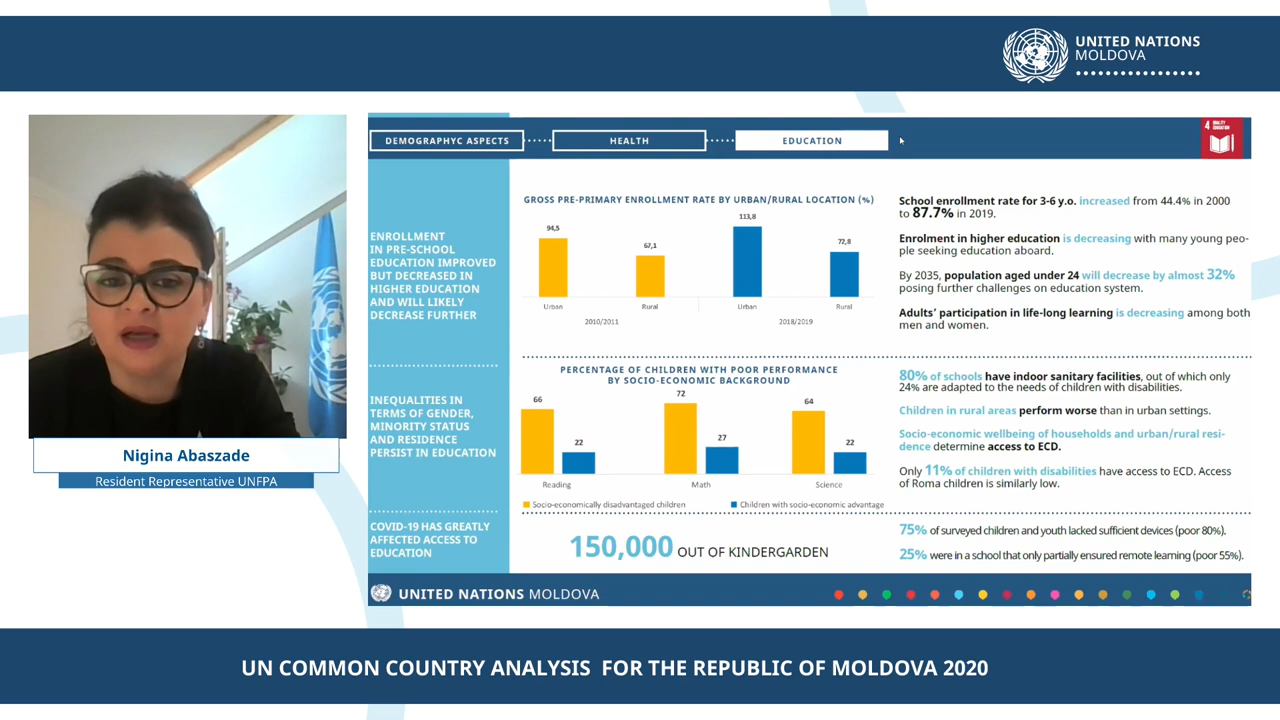 UNITED NATIONS
MOLDOVA
DEMOGRAPHYC ASPECTS
HEALTH
EDUCATION
4 QUALITY
EDUCATION
ENROLLMENT
IN PRE-SCHOOL
EDUCATION IMPROVED
BUT DECREASED IN
HIGHER EDUCATION
AND WILL LIKELY
DECREASE FURTHER
GROSS PRE-PRIMARY ENROLLMENT RATE BY URBAN/RURAL LOCATION (%)
94,5
67,1
113,8
72,8
Urban
Rural
Urban
Rural
2010/2011
2018/2019
School enrollment rate for 3-6 y.o. increased from 44.4% in 2000
to 87.7% in 2019.
Enrolment in higher education is decreasing with many young peo-
ple seeking education aboard.
By 2035, population aged under 24 will decrease by almost 32%
posing further challenges on education system.
Adults' participation in life-long learning is decreasing among both
men and women.
INEQUALITIES IN
TERMS OF GENDER,
MINORITY STATUS
AND RESIDENCE
PERSIST IN EDUCATION
PERCENTAGE OF CHILDREN WITH POOR PERFORMANCE
BY SOCIO-ECONOMIC BACKGROUND
66
22
72
27
64
22
Reading
Math
Science
Socio-economically disadvantaged children
Children with socio-economic advantage
80% of schools have indoor sanitary facilities, out of which only
24% are adapted to the needs of children with disabilities.
Children in rural areas perform worse than in urban settings.
Socio-economic wellbeing of households and urban/rural resi-
dence determine access to ECD.
Only 11% of children with disabilities have access to ECD. Access
of Roma children is similarly low.
COVID-19 HAS GREATLY
AFFECTED ACCESS TO
EDUCATION
150,000 OUT OF KINDERGARDEN
75% of surveyed children and youth lacked sufficient devices (poor 80%).
25% were in a school that only partially ensured remote learning (poor 55%).
UNITED NATIONS MOLDOVA
Nigina Abaszade
Resident Representative UNFPA
UN COMMON COUNTRY ANALYSIS FOR THE REPUBLIC OF MOLDOVA 2020